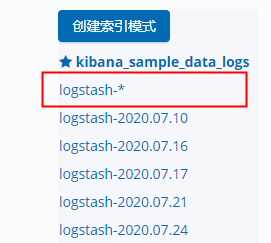 创建索引模式
kibana_sample_data_logs
logstash-*
logstash-2020.07.10
logstash-2020.07.16
logstash-2020.07.17
logstash-2020.07.21
logstash-2020.07.24